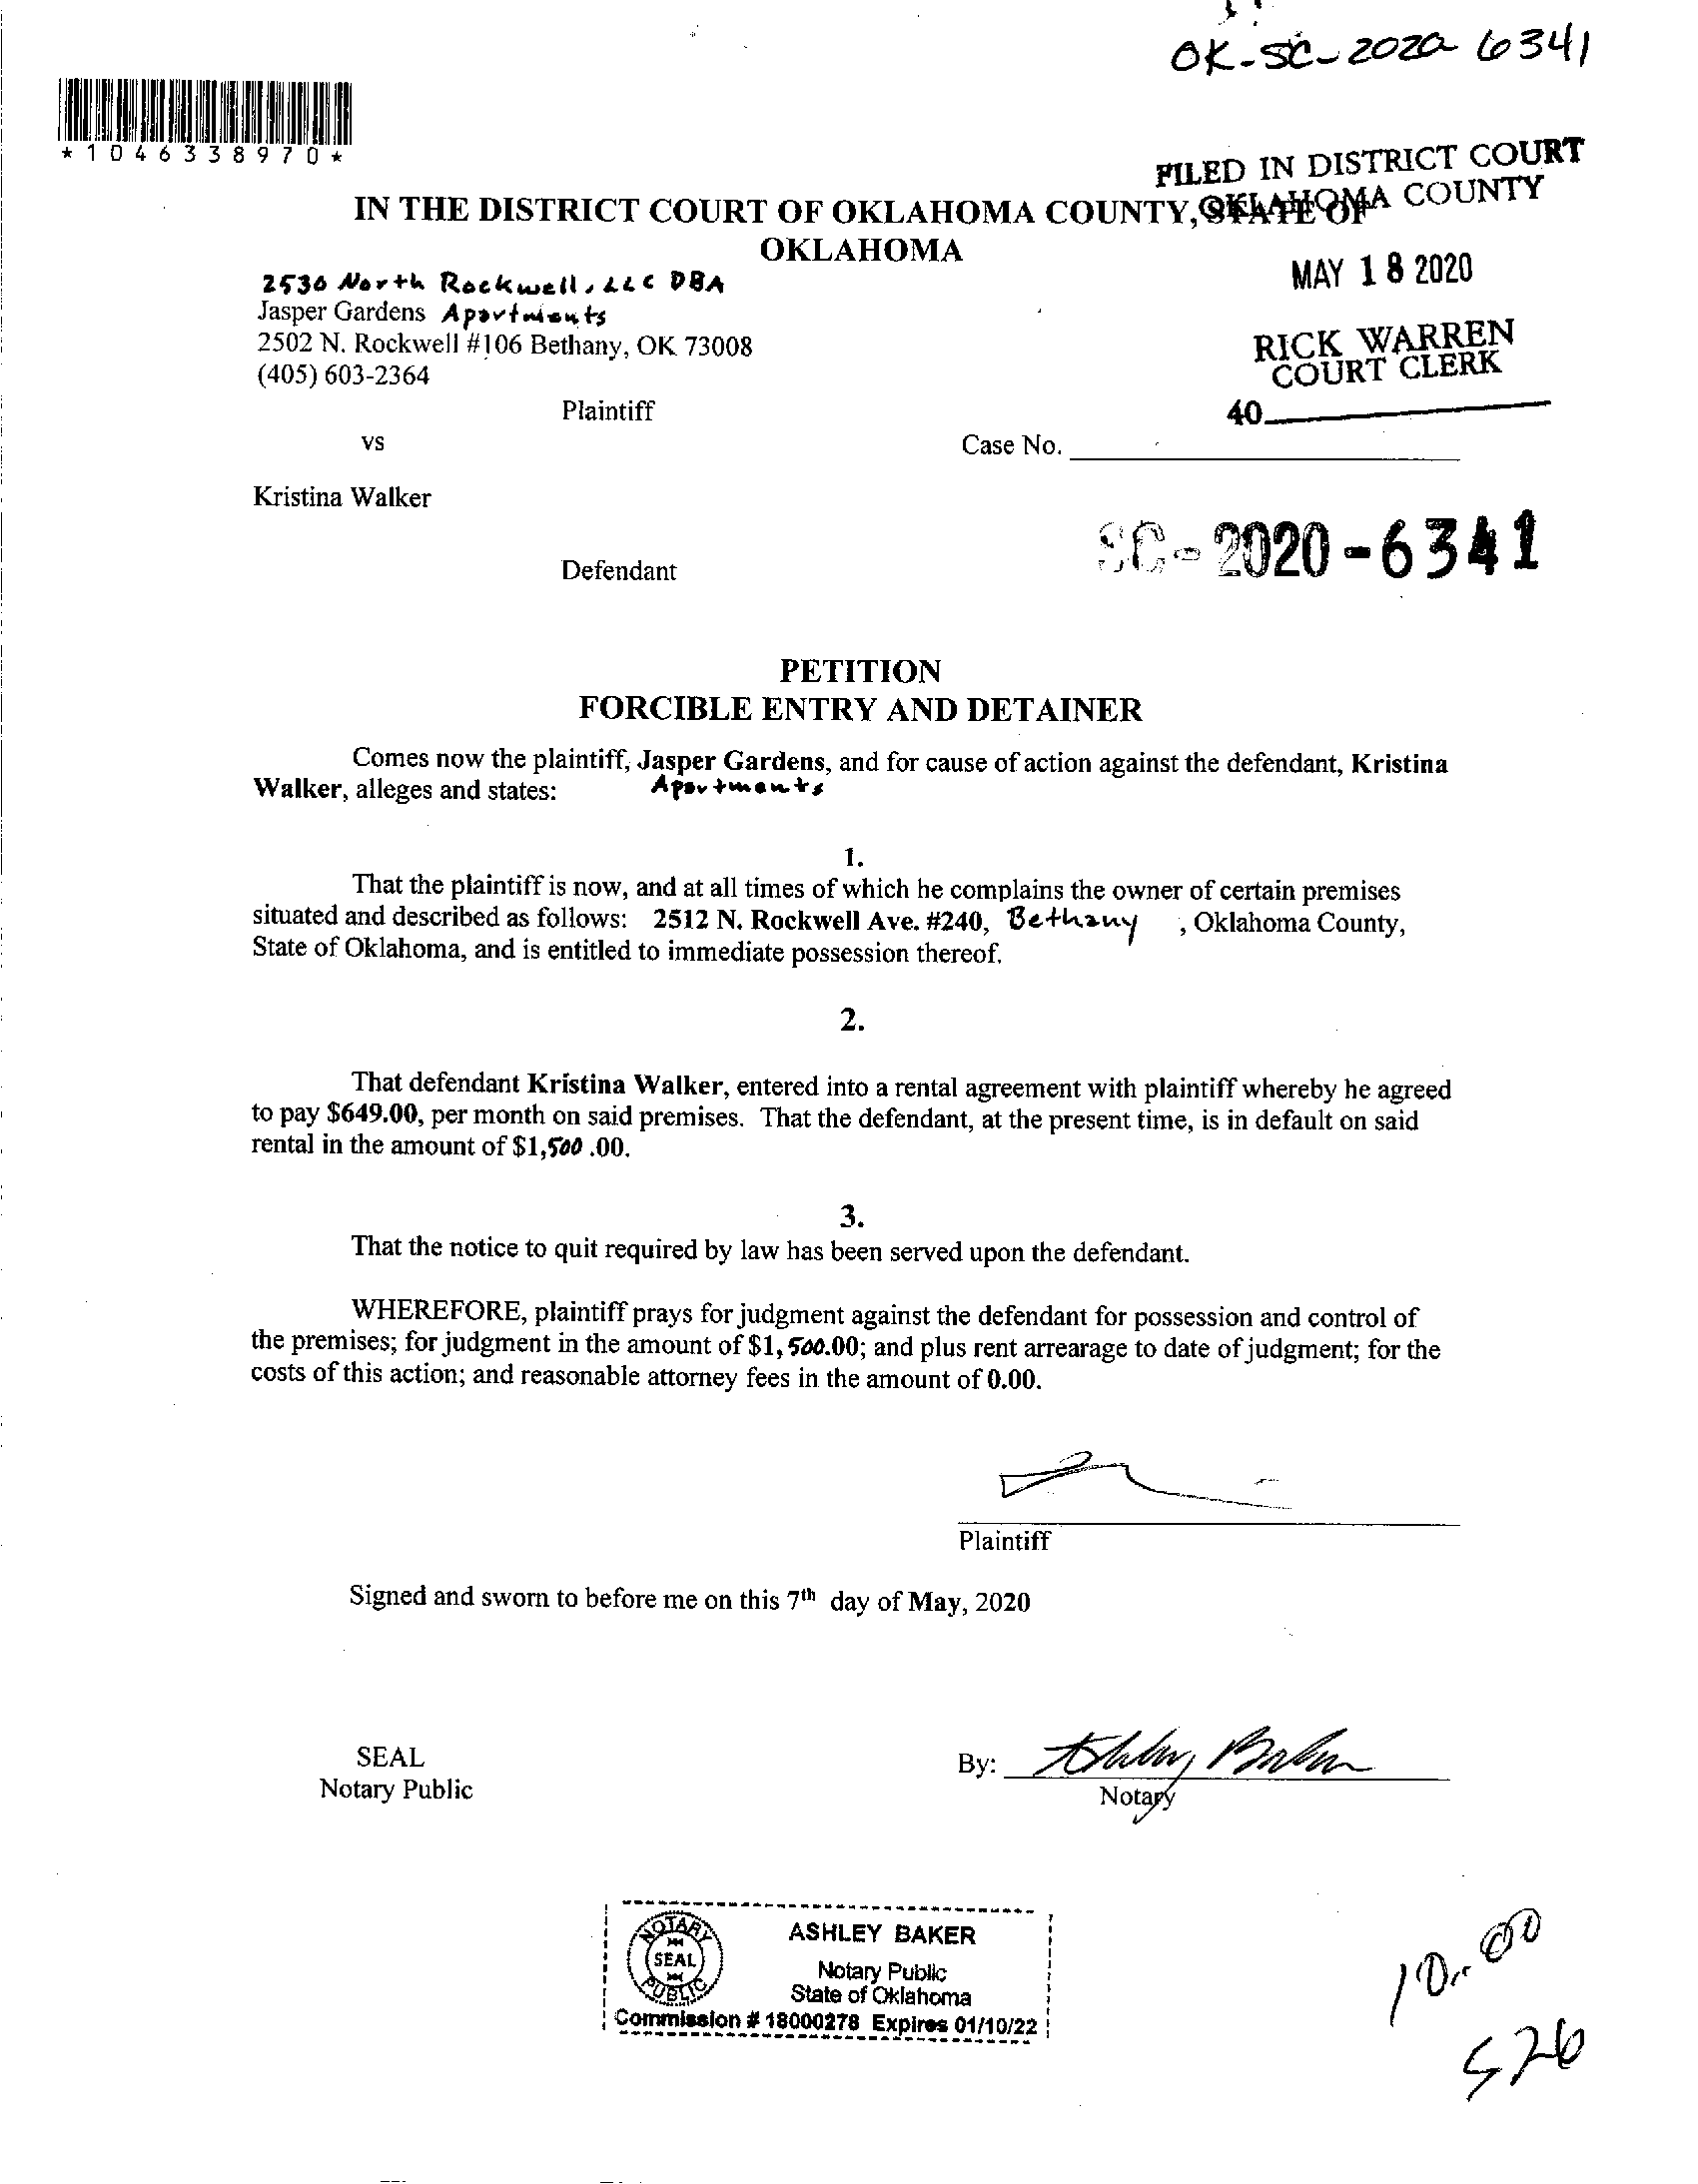 OK-SC-2020-6341
*1046338970*
FILED IN DISTRICT COURT
OKLAHOMA COUNTY
IN THE DISTRICT COURT OF OKLAHOMA COUNTY, STATE OF
OKLAHOMA
MAY 18 2020
2530 North Rockwell, LLC DBA
Jasper Gardens Apartments
2502 N. Rockwell #106 Bethany, OK 73008
(405) 603-2364
RICK WARREN
COURT CLERK
40
Plaintiff
vs
Case No.
Kristina Walker
SC-2020-6341
Defendant
PETITION
FORCIBLE ENTRY AND DETAINER
Comes now the plaintiff, Jasper Gardens, and for cause of action against the defendant, Kristina
Walker, alleges and states: Apartments
1.
That the plaintiff is now, and at all times of which he complains the owner of certain premises
situated and described as follows: 2512 N. Rockwell Ave. #240, Bethany , Oklahoma County,
State of Oklahoma, and is entitled to immediate possession thereof.
2.
That defendant Kristina Walker, entered into a rental agreement with plaintiff whereby he agreed
to pay $649.00, per month on said premises. That the defendant, at the present time, is in default on said
rental in the amount of $1,500 .00.
3.
That the notice to quit required by law has been served upon the defendant.
WHEREFORE, plaintiff prays for judgment against the defendant for possession and control of
the premises; for judgment in the amount of $1,500.00; and plus rent arrearage to date of judgment; for the
costs of this action; and reasonable attorney fees in the amount of 0.00.
Plaintiff
Signed and sworn to before me on this 7th day of May, 2020
SEAL
Notary Public
By: Ashley Baker
Notary
NOTARY
SEAL
PUBLIC
ASHLEY BAKER
Notary Public
State of Oklahoma
Commission # 18000278 Expires 01/10/22
10.00
526